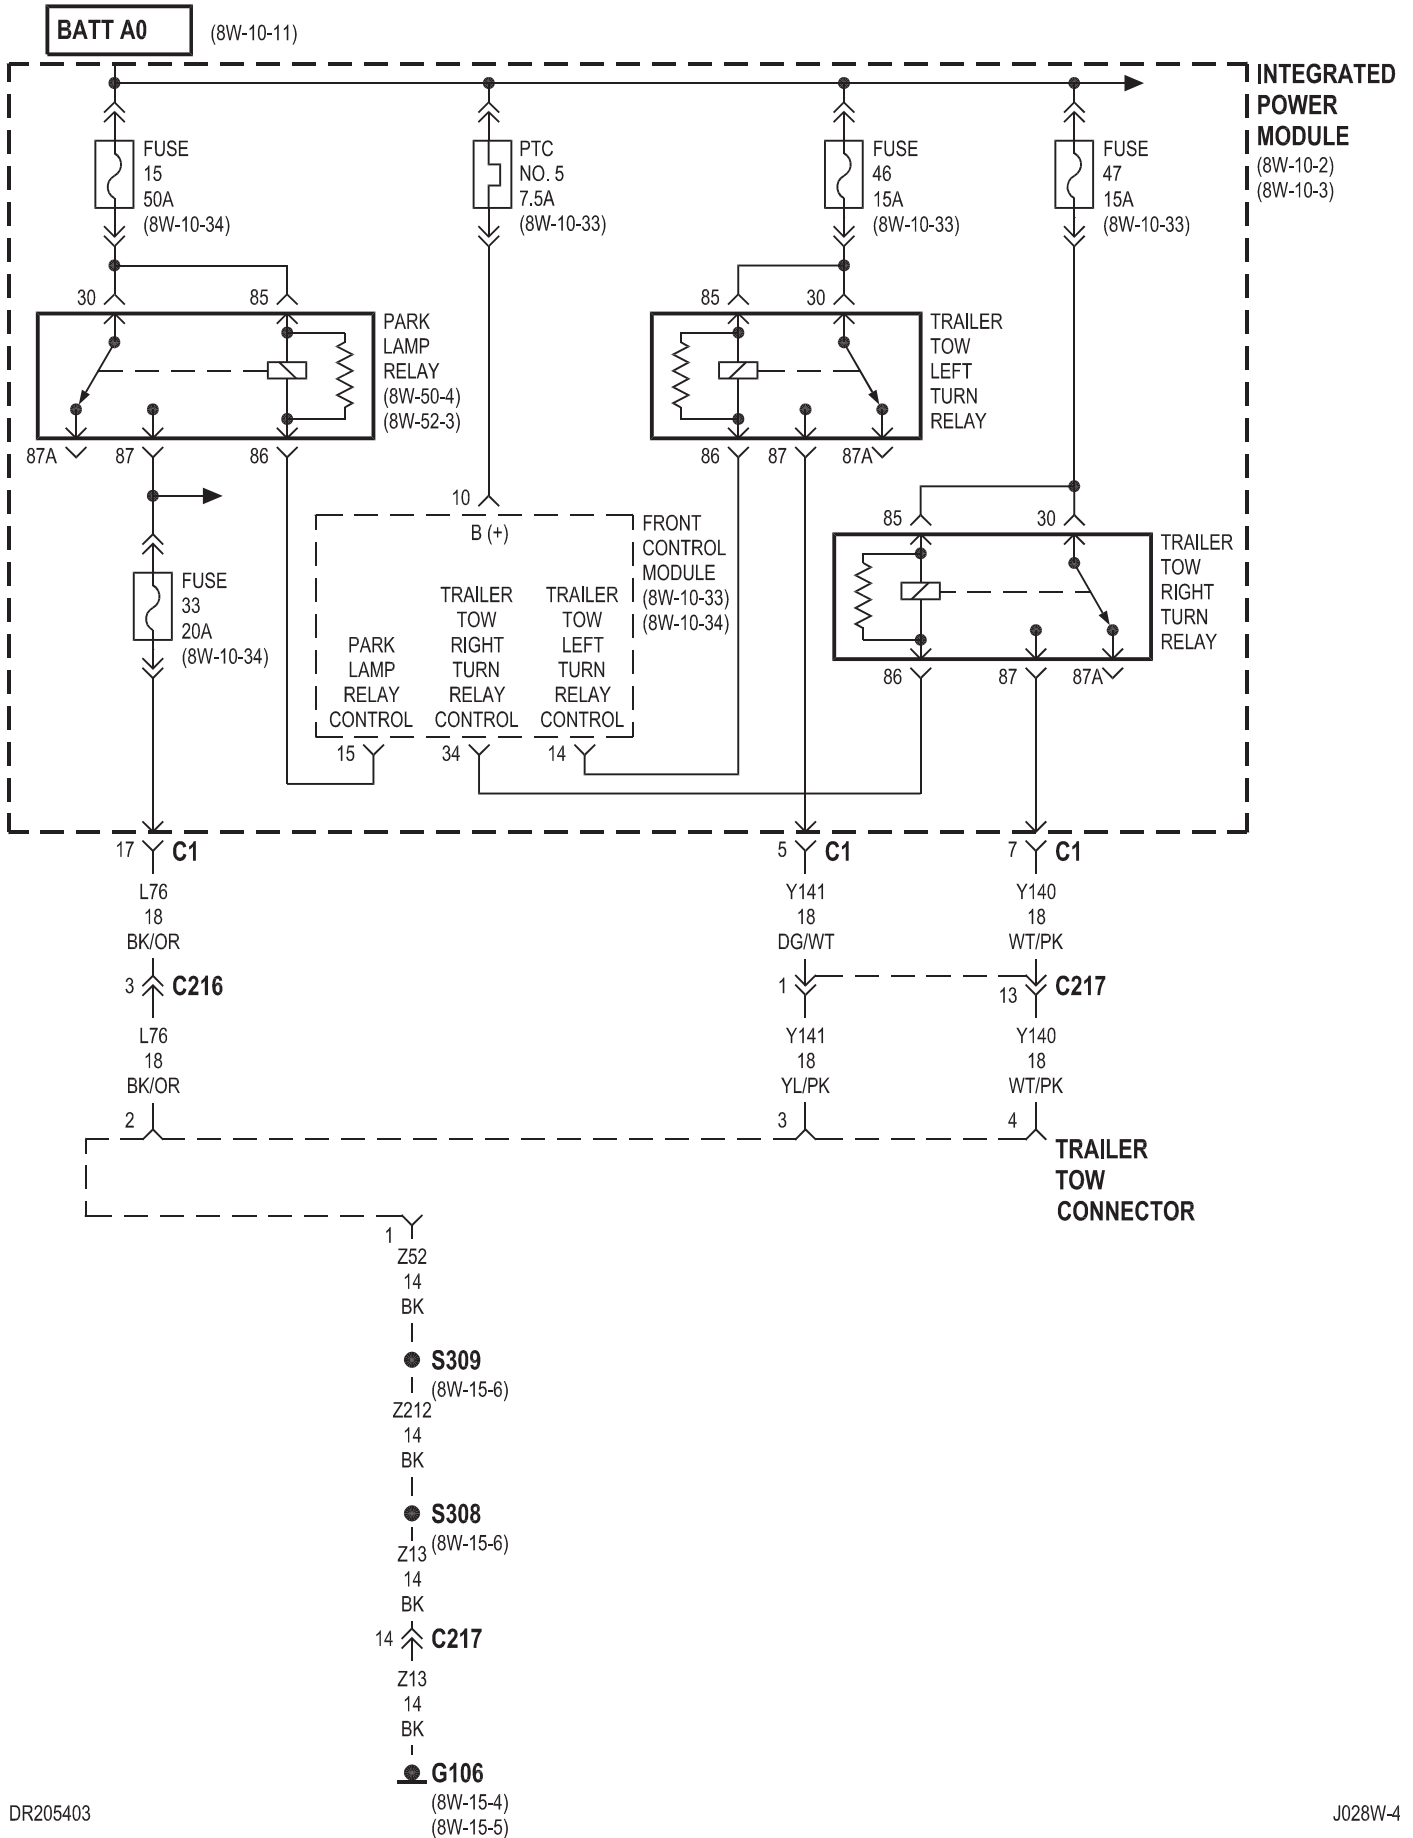 BATT A0
(8W-10-11)
INTEGRATED
POWER
MODULE
(8W-10-2)
(8W-10-3)
FUSE
15
50A
(8W-10-34)
PTC
NO. 5
7.5A
(8W-10-33)
FUSE
46
15A
(8W-10-33)
FUSE
47
15A
(8W-10-33)
30
85
PARK
LAMP
RELAY
(8W-50-4)
(8W-52-3)
87A
87
86
85
30
TRAILER
TOW
LEFT
TURN
RELAY
86
87
87A
10
B (+)
FRONT
CONTROL
MODULE
(8W-10-33)
(8W-10-34)
85
30
TRAILER
TOW
RIGHT
TURN
RELAY
86
87
87A
FUSE
33
20A
(8W-10-34)
PARK
LAMP
RELAY
CONTROL
TRAILER
TOW
RIGHT
TURN
RELAY
CONTROL
TRAILER
TOW
LEFT
TURN
RELAY
CONTROL
15
34
14
17
C1
5
C1
7
C1
L76
18
BK/OR
Y141
18
DG/WT
Y140
18
WT/PK
3
C216
1
13
C217
L76
18
BK/OR
Y141
18
YL/PK
Y140
18
WT/PK
2
3
4
TRAILER
TOW
CONNECTOR
1
Z52
14
BK
S309
(8W-15-6)
Z212
14
BK
S308
(8W-15-6)
Z13
14
BK
14
C217
Z13
14
BK
G106
(8W-15-4)
(8W-15-5)
DR205403
J028W-4